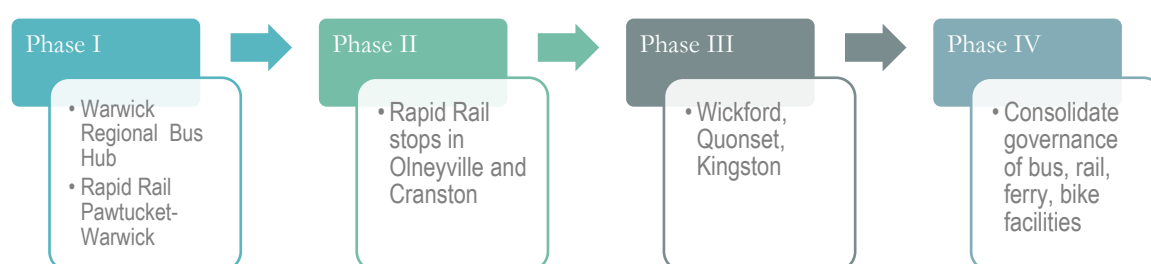 Phase I
• Warwick
Regional Bus
Hub
• Rapid Rail
Pawtucket-
Warwick
Phase II
• Rapid Rail
stops in
Olneyville and
Cranston
Phase III
• Wickford,
Quonset,
Kingston
Phase IV
• Consolidate
governance
of bus, rail,
ferry, bike
facilities